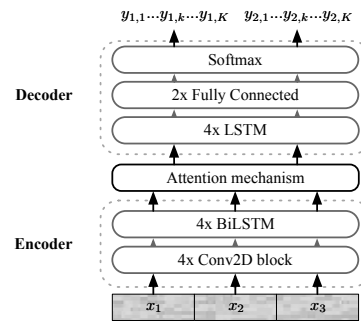 y1,1...y1,k...y1,K y2,1...y2,k...y2,K
Softmax
Decoder
2x Fully Connected
4x LSTM
Attention mechanism
4x BiLSTM
Encoder
4x Conv2D block
x1 x2 x3